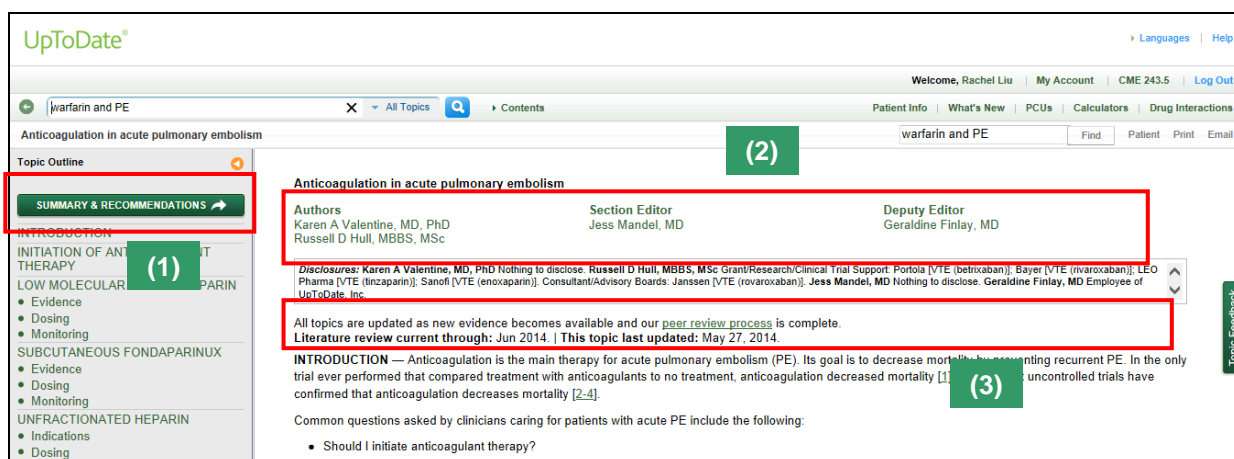 UpToDate®
Languages | Help
Welcome, Rachel Liu | My Account | CME 243.5 | Log Out
warfarin and PE
All Topics
Contents
Patient Info | What's New | PCUs | Calculators | Drug Interactions
Anticoagulation in acute pulmonary embolism
warfarin and PE
Find
Patient Print Email
Topic Outline
SUMMARY & RECOMMENDATIONS
INTRODUCTION
INITIATION OF
THERAPY
LOW MOLECULAR
• Evidence
• Dosing
• Monitoring
SUBCUTANEOUS FONDAPARINUX
• Evidence
• Dosing
• Monitoring
UNFRACTIONATED HEPARIN
• Indications
• Dosing
(1)
(2)
Anticoagulation in acute pulmonary embolism
Authors Section Editor Deputy Editor
Karen A Valentine, MD, PhD Jess Mandel, MD Geraldine Finlay, MD
Russell D Hull, MBBS, MSc
Disclosures: Karen A Valentine, MD, PhD Nothing to disclose. Russell D Hull, MBBS, MSc Grant/Research/Clinical Trial Support: Portola [VTE (betrixaban)]; Bayer [VTE (rivaroxaban)]; LEO
Pharma [VTE (tinzaparin)]; Sanofi [VTE (enoxaparin)]. Consultant/Advisory Boards: Janssen [VTE (rovaroxaban)]. Jess Mandel, MD Nothing to disclose. Geraldine Finlay, MD Employee of
UpToDate, Inc.
All topics are updated as new evidence becomes available and our peer review process is complete.
Literature review current through: Jun 2014. | This topic last updated: May 27, 2014.
INTRODUCTION — Anticoagulation is the main therapy for acute pulmonary embolism (PE). Its goal is to decrease mortality by preventing recurrent PE. In the only
trial ever performed that compared treatment with anticoagulants to no treatment, anticoagulation decreased mortality [1] uncontrolled trials have
confirmed that anticoagulation decreases mortality [2-4].
(3)
Common questions asked by clinicians caring for patients with acute PE include the following:
• Should I initiate anticoagulant therapy?
Topic Feedback